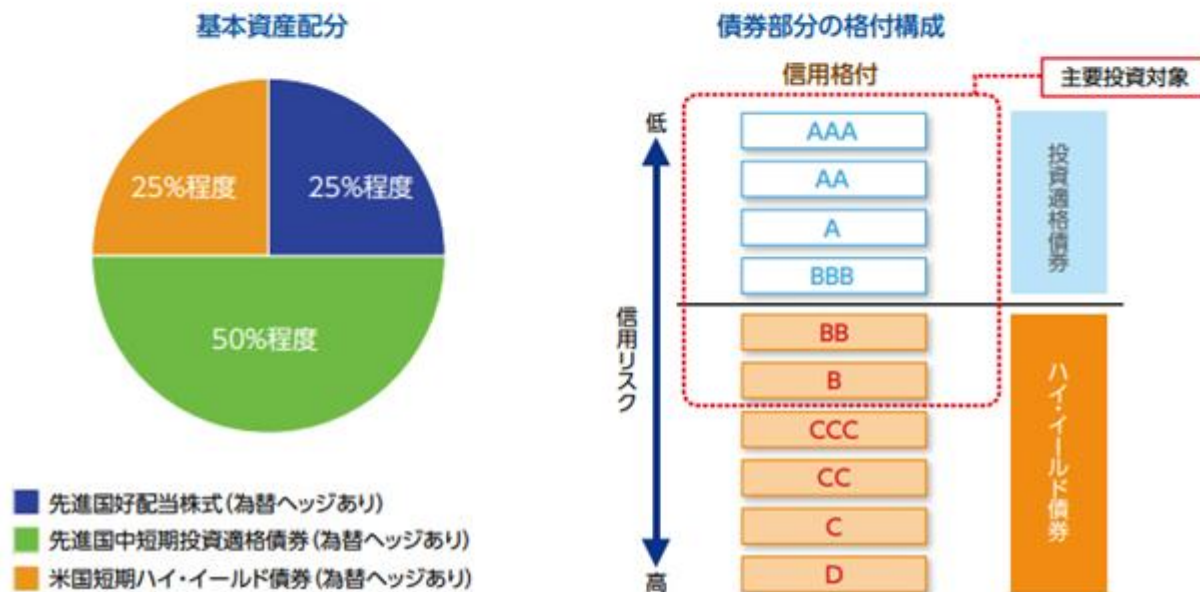 基本資産配分
25%程度
25%程度
50%程度
先進国好配当株式(為替ヘッジあり)
先進国中短期投資適格債券(為替ヘッジあり)
米国短期ハイ・イールド債券(為替ヘッジあり)
債券部分の格付構成
信用格付
主要投資対象
低
信用リスク
高
AAA
AA
A
BBB
BB
B
CCC
CC
C
D
投資適格債券
ハイ・イールド債券